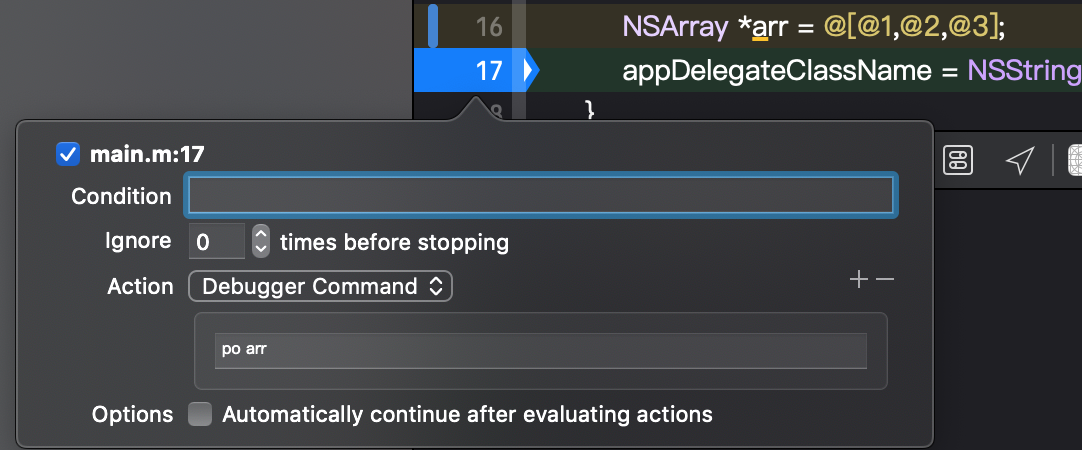 16 NSArray *arr = @[@1,@2,@3];
17 appDelegateClassName = NSString
}
main.m:17
Condition
Ignore 0 times before stopping
Action Debugger Command
po arr
Options Automatically continue after evaluating actions